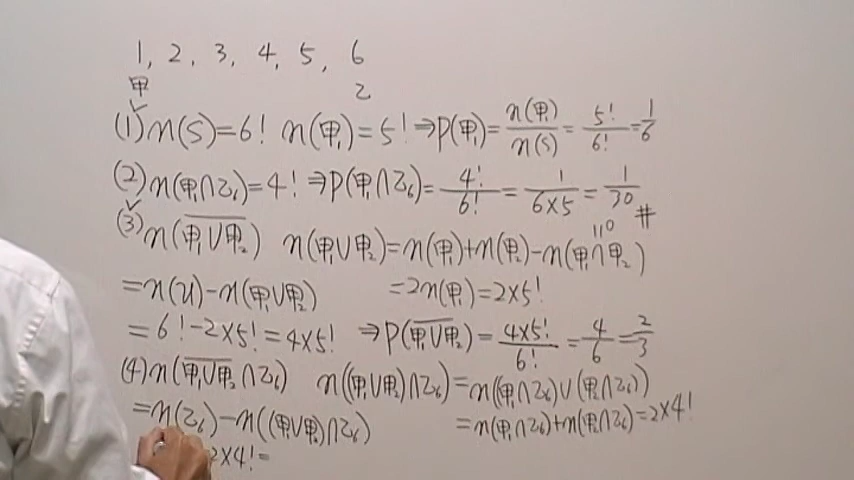 1, 2, 3, 4, 5, 6
甲 乙
(1) n(S)=6! n(甲₁)=5! ⇒P(甲₁)=n(甲₁)/n(S)=5!/6!=1/6
(2) n(甲₁∩乙₆)=4! ⇒P(甲₁∩乙₆)=4!/6!=1/(6×5)=1/30 #
(3) n(\overline{甲₁∪甲₂}) n(甲₁∪甲₂)=n(甲₁)+n(甲₂)-n(甲₁∩甲₂) =0
=n(U)-n(甲₁∪甲₂) =2n(甲₁)=2×5!
=6!-2×5!=4×5! ⇒P(\overline{甲₁∪甲₂})=4×5!/6!=4/6=2/3
(4) n(\overline{甲₁∪甲₂}∩乙₆) n((甲₁∪甲₂)∩乙₆)=n((甲₁∩乙₆)∪(甲₂∩乙₆))
=n(乙₆)-n((甲₁∪甲₂)∩乙₆) =n(甲₁∩乙₆)+n(甲₂∩乙₆)=2×4!
2×4!=